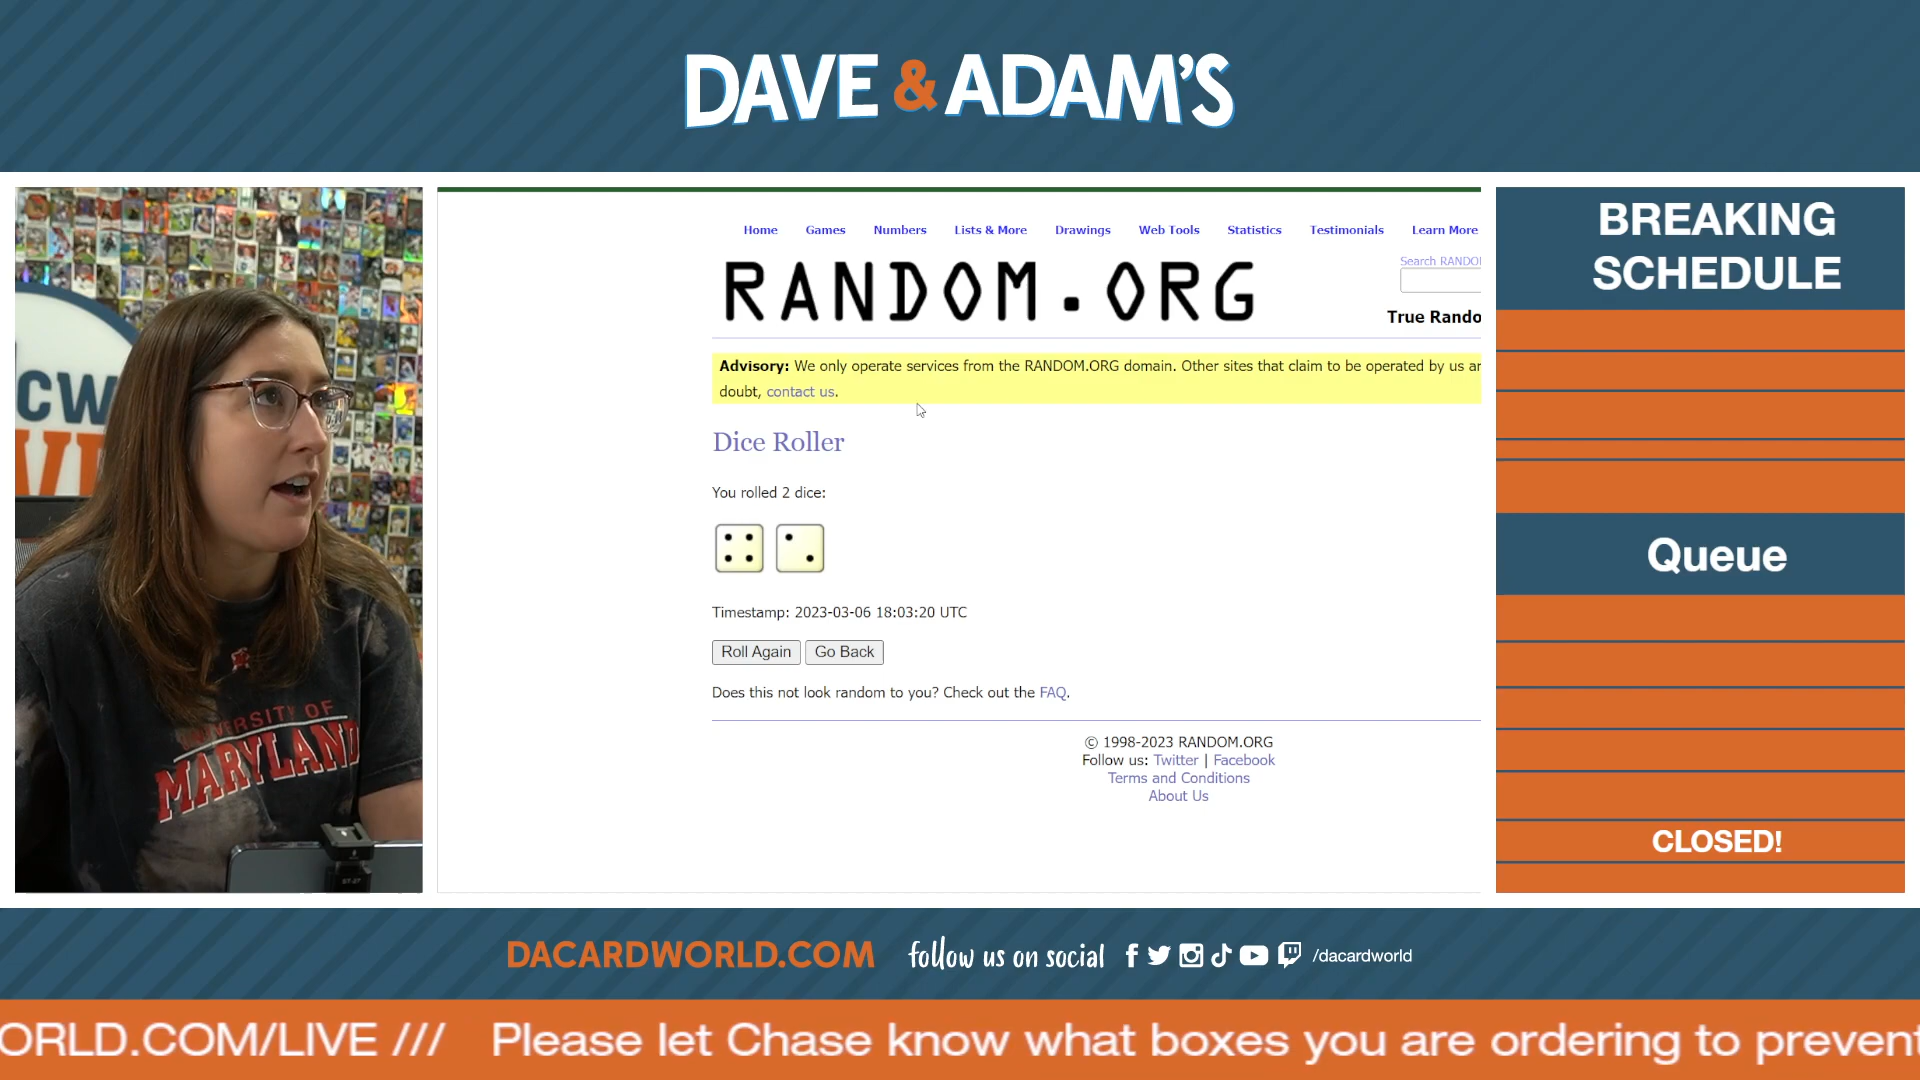 DAVE & ADAM'S
CW
UNIVERSITY OF
MARYLAND
Home Games Numbers Lists & More Drawings Web Tools Statistics Testimonials Learn More
RANDOM.ORG
Search RANDO
True Rando
Advisory: We only operate services from the RANDOM.ORG domain. Other sites that claim to be operated by us ar
doubt, contact us.
Dice Roller
You rolled 2 dice:
Timestamp: 2023-03-06 18:03:20 UTC
Roll Again Go Back
Does this not look random to you? Check out the FAQ.
© 1998-2023 RANDOM.ORG
Follow us: Twitter | Facebook
Terms and Conditions
About Us
BREAKING
SCHEDULE
Queue
CLOSED!
DACARDWORLD.COM follow us on social /dacardworld
ORLD.COM/LIVE /// Please let Chase know what boxes you are ordering to prevent